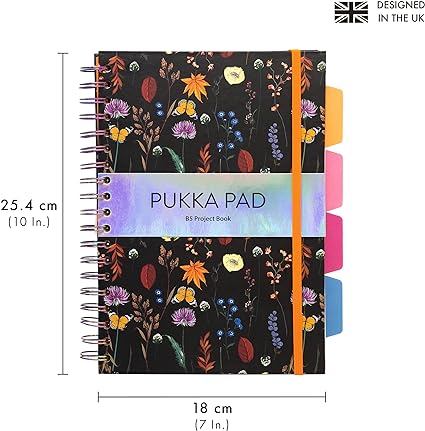 DESIGNED
IN THE UK
25.4 cm
(10 In.)
PUKKA PAD
B5 Project Book
18 cm
(7 In.)